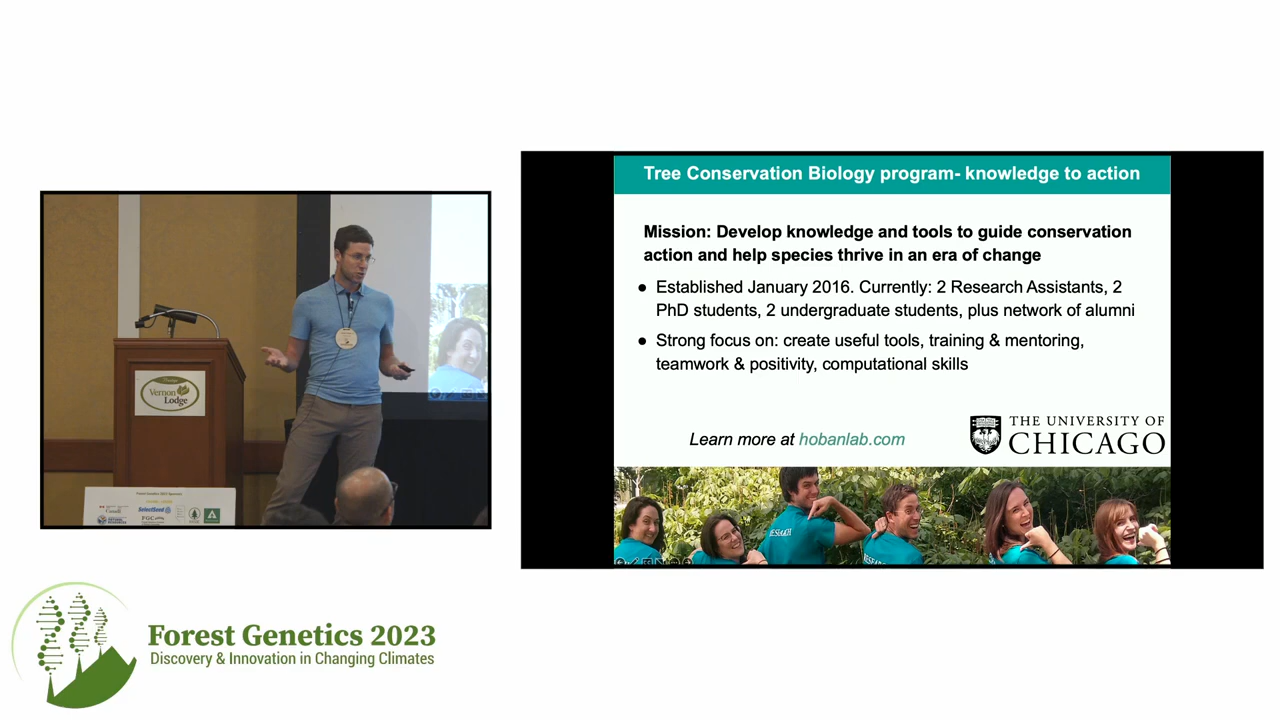 Tree Conservation Biology program- knowledge to action
Mission: Develop knowledge and tools to guide conservation
action and help species thrive in an era of change
● Established January 2016. Currently: 2 Research Assistants, 2
PhD students, 2 undergraduate students, plus network of alumni
● Strong focus on: create useful tools, training & mentoring,
teamwork & positivity, computational skills
Learn more at hobanlab.com
THE UNIVERSITY OF
CHICAGO
RESEARCH
Vernon
Lodge
Canada
SelectSeed
FGC
Forest Genetics 2023
Discovery & Innovation in Changing Climates